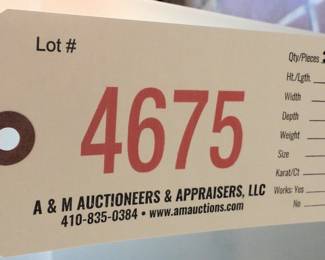 Lot #
4675
A & M AUCTIONEERS & APPRAISERS, LLC
410-835-0384 • www.amauctions.com
Qty/Pieces
Ht./Lgth.
Width
Depth
Weight
Size
Karat/Ct
Works: Yes
No